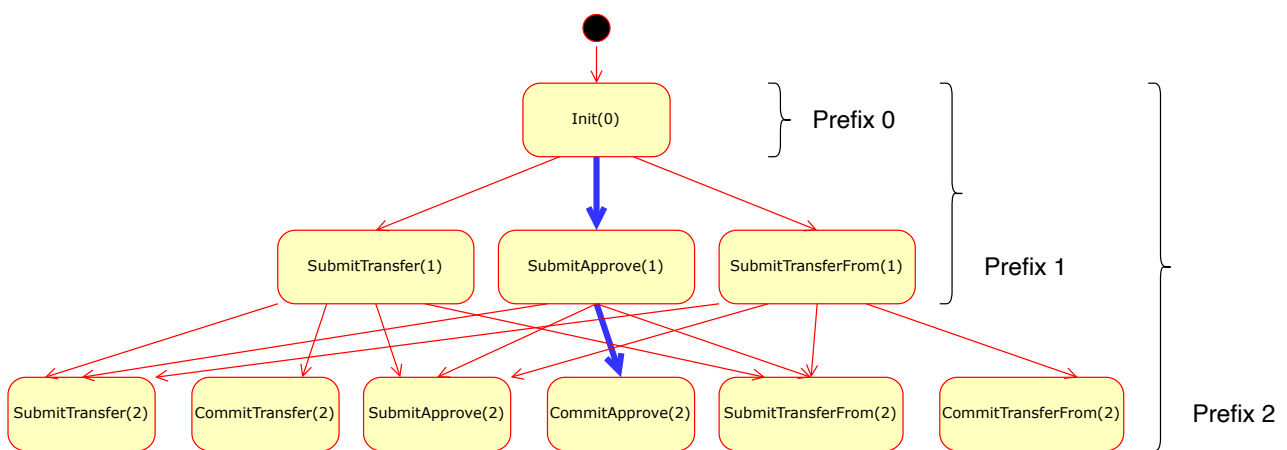 Init(0)
Prefix 0
SubmitTransfer(1)
SubmitApprove(1)
SubmitTransferFrom(1)
Prefix 1
SubmitTransfer(2)
CommitTransfer(2)
SubmitApprove(2)
CommitApprove(2)
SubmitTransferFrom(2)
CommitTransferFrom(2)
Prefix 2